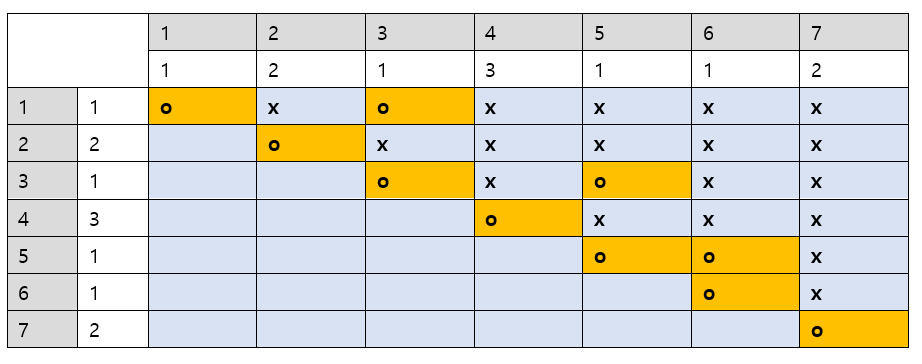 1 2 3 4 5 6 7
1 2 1 3 1 1 2
1 1 o x o x x x x
2 2 o x x x x x
3 1 o x o x x
4 3 o x x x
5 1 o o x
6 1 o x
7 2 o